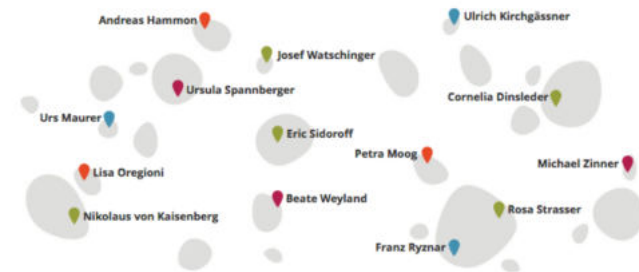 Andreas Hammon
Ulrich Kirchgässner
Josef Watschinger
Ursula Spannberger
Cornelia Dinsleder
Urs Maurer
Eric Sidoroff
Petra Moog
Michael Zinner
Lisa Oregioni
Beate Weyland
Rosa Strasser
Nikolaus von Kaisenberg
Franz Ryznar